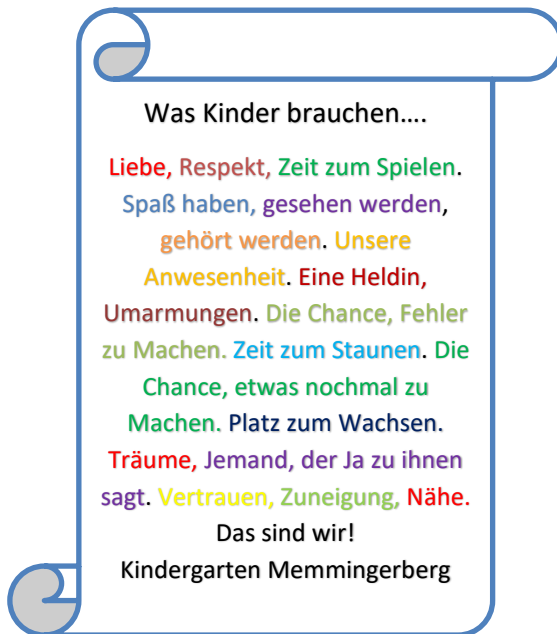 Was Kinder brauchen….
Liebe, Respekt, Zeit zum Spielen.
Spaß haben, gesehen werden,
gehört werden. Unsere
Anwesenheit. Eine Heldin,
Umarmungen. Die Chance, Fehler
zu Machen. Zeit zum Staunen. Die
Chance, etwas nochmal zu
Machen. Platz zum Wachsen.
Träume, Jemand, der Ja zu ihnen
sagt. Vertrauen, Zuneigung, Nähe.
Das sind wir!
Kindergarten Memmingerberg